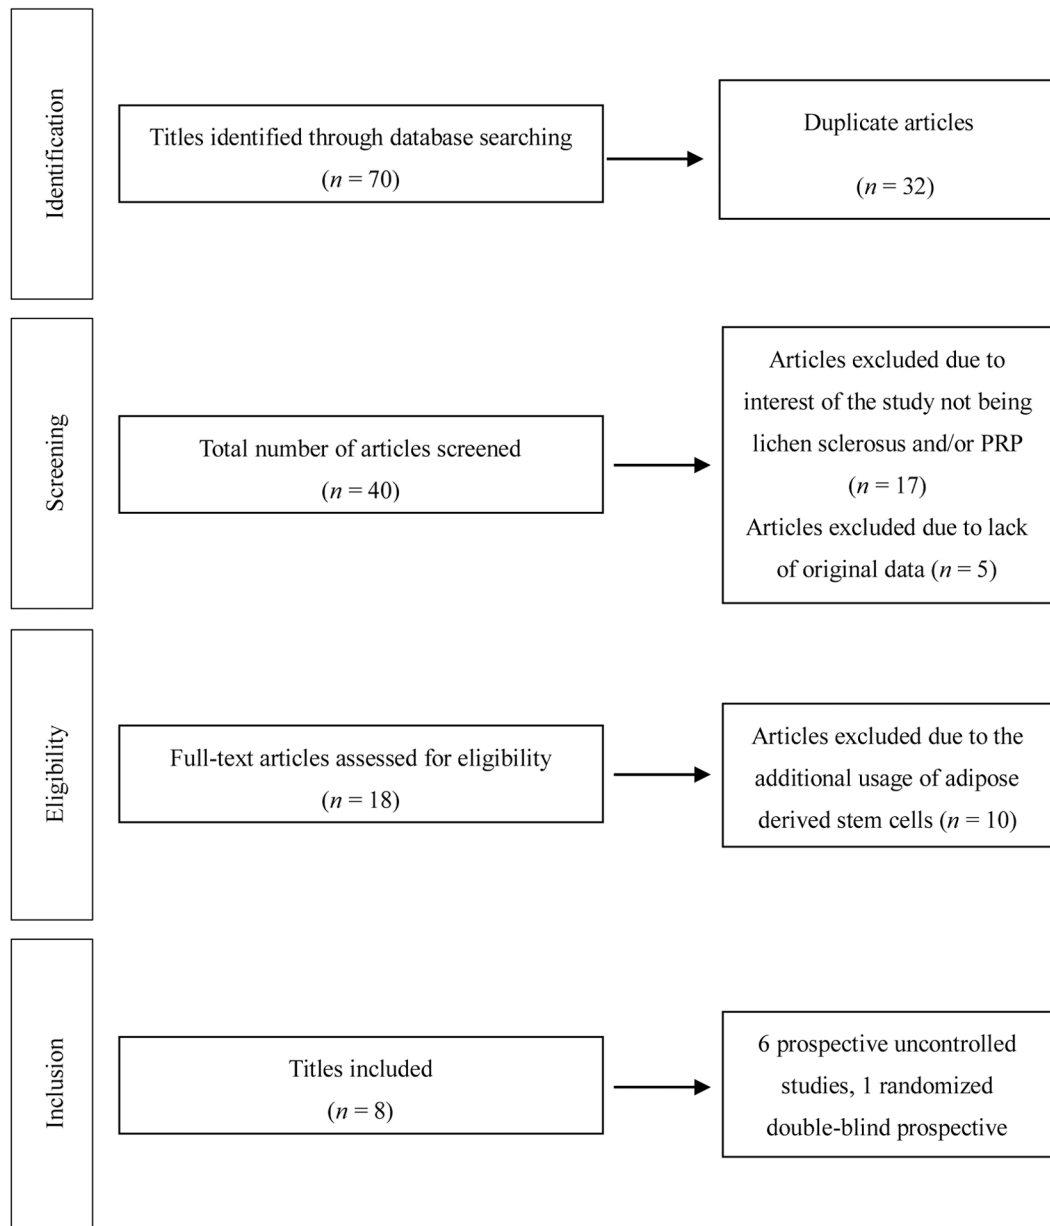 Identification
Titles identified through database searching
(n = 70)
Duplicate articles
(n = 32)
Screening
Total number of articles screened
(n = 40)
Articles excluded due to
interest of the study not being
lichen sclerosus and/or PRP
(n = 17)
Articles excluded due to lack
of original data (n = 5)
Eligibility
Full-text articles assessed for eligibility
(n = 18)
Articles excluded due to the
additional usage of adipose
derived stem cells (n = 10)
Inclusion
Titles included
(n = 8)
6 prospective uncontrolled
studies, 1 randomized
double-blind prospective